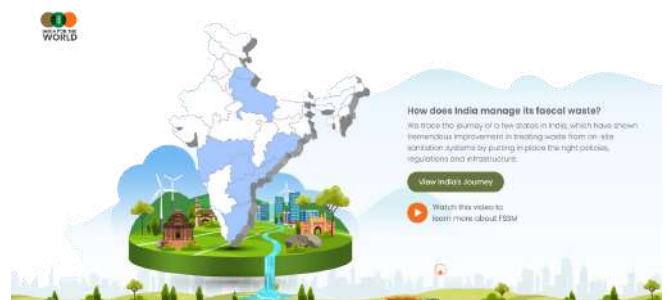 INDIA FOR THE
WORLD
How does India manage its faecal waste?
We trace the journey of a few states in India, which have shown
tremendous improvement in treating waste from on-site
sanitation systems by putting in place the right policies,
regulations and infrastructure.
View India's Journey
Watch this video to
learn more about FSSM